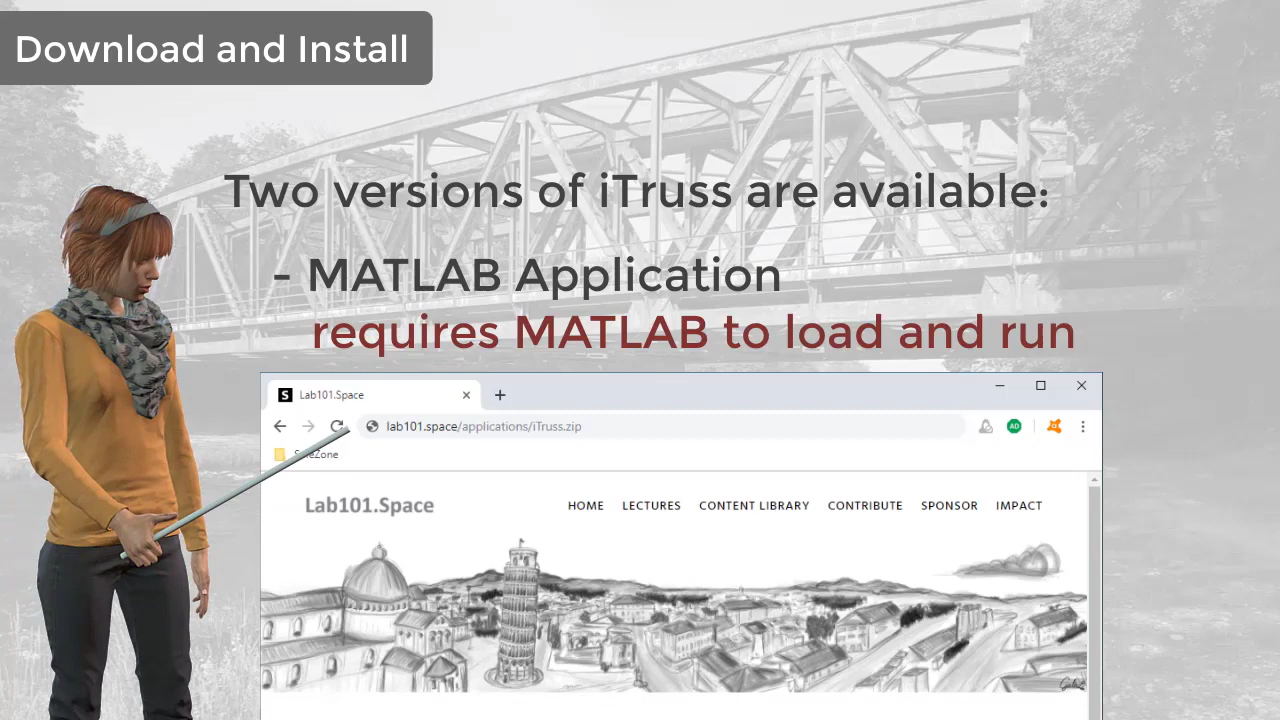 Download and Install
Two versions of iTruss are available:
- MATLAB Application
requires MATLAB to load and run
S Lab101.Space
lab101.space/applications/iTruss.zip
AD
Lab101.Space
HOME LECTURES CONTENT LIBRARY CONTRIBUTE SPONSOR IMPACT